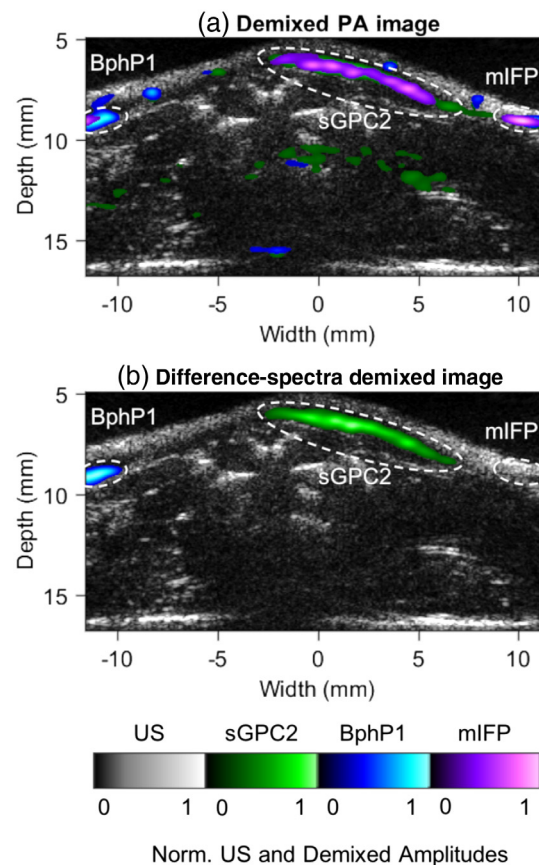 (a) Demixed PA image
BphP1
mIFP
sGPC2
5
10
15
Depth (mm)
-10 -5 0 5 10
Width (mm)
(b) Difference-spectra demixed image
BphP1
mIFP
sGPC2
5
10
15
Depth (mm)
-10 -5 0 5 10
Width (mm)
US sGPC2 BphP1 mIFP
0 1 0 1 0 1 0 1
Norm. US and Demixed Amplitudes